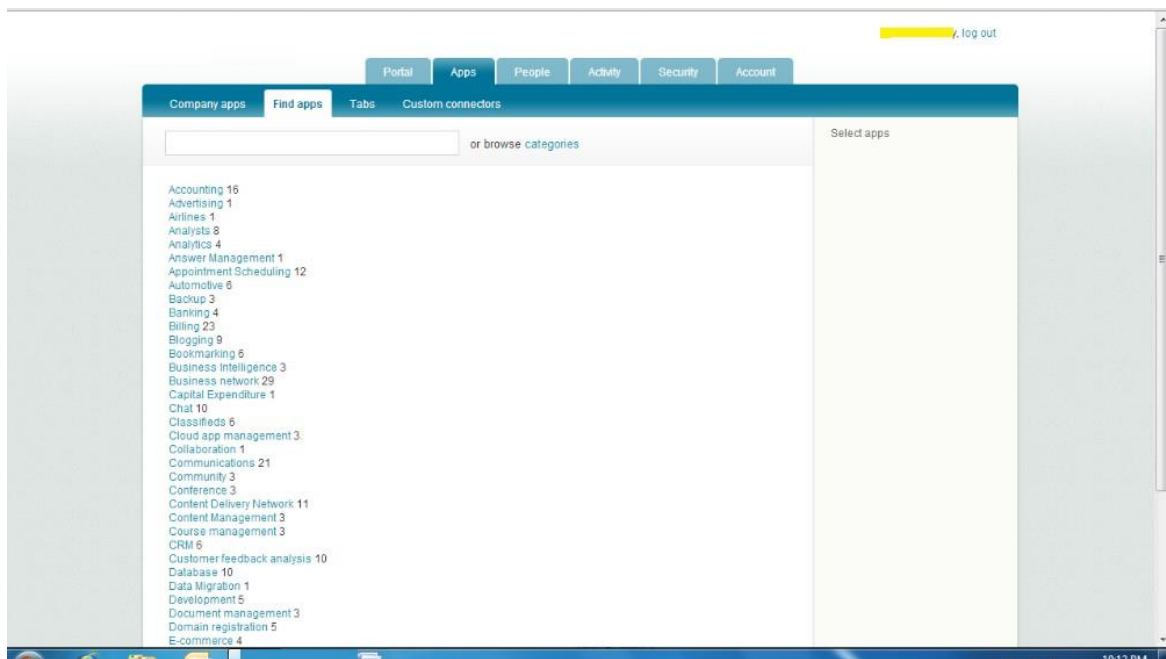 , log out
Portal Apps People Activity Security Account
Company apps Find apps Tabs Custom connectors
or browse categories
Select apps
Accounting 16
Advertising 1
Airlines 1
Analysts 8
Analytics 4
Answer Management 1
Appointment Scheduling 12
Automotive 6
Backup 3
Banking 4
Billing 23
Blogging 9
Bookmarking 6
Business Intelligence 3
Business network 29
Capital Expenditure 1
Chat 10
Classifieds 6
Cloud app management 3
Collaboration 1
Communications 21
Community 3
Conference 3
Content Delivery Network 11
Content Management 3
Course management 3
CRM 6
Customer feedback analysis 10
Database 10
Data Migration 1
Development 5
Document management 3
Domain registration 5
E-commerce 4